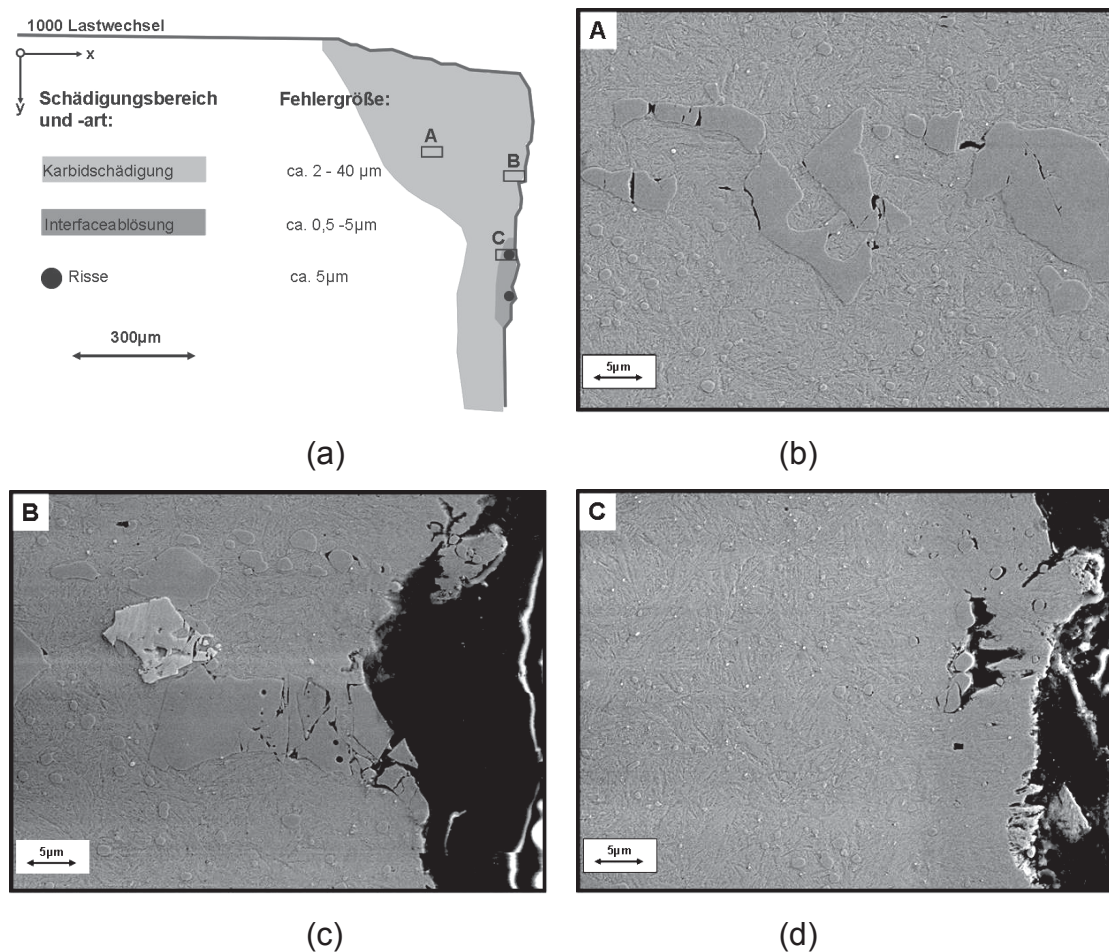 1000 Lastwechsel
x
y
Schädigungsbereich
und -art:
Fehlergröße:
Karbidschädigung
ca. 2 - 40 µm
Interfaceablösung
ca. 0,5 -5µm
Risse
ca. 5µm
300µm
A
B
C
(a)
A
5µm
(b)
B
5µm
(c)
C
5µm
(d)